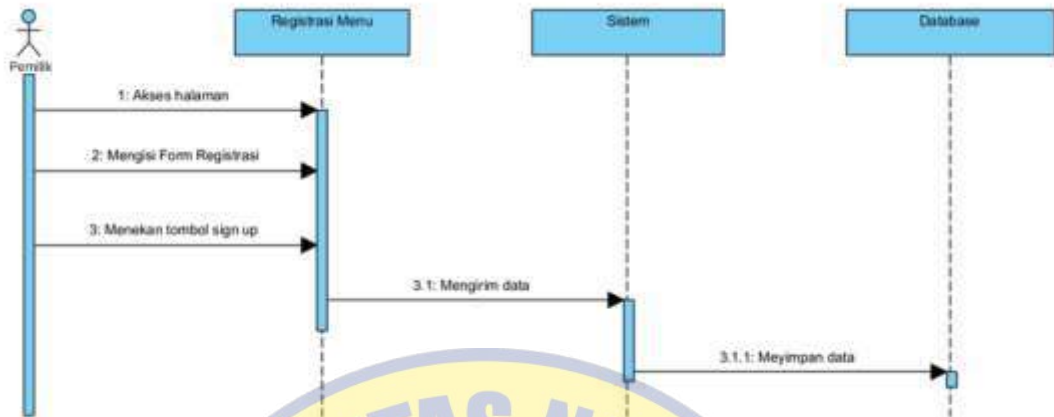 Registrasi Menu
Sistem
Database
Pemilik
1: Akses halaman
2: Mengisi Form Registrasi
3: Menekan tombol sign up
3.1: Mengirim data
3.1.1: Meyimpan data
TAS N